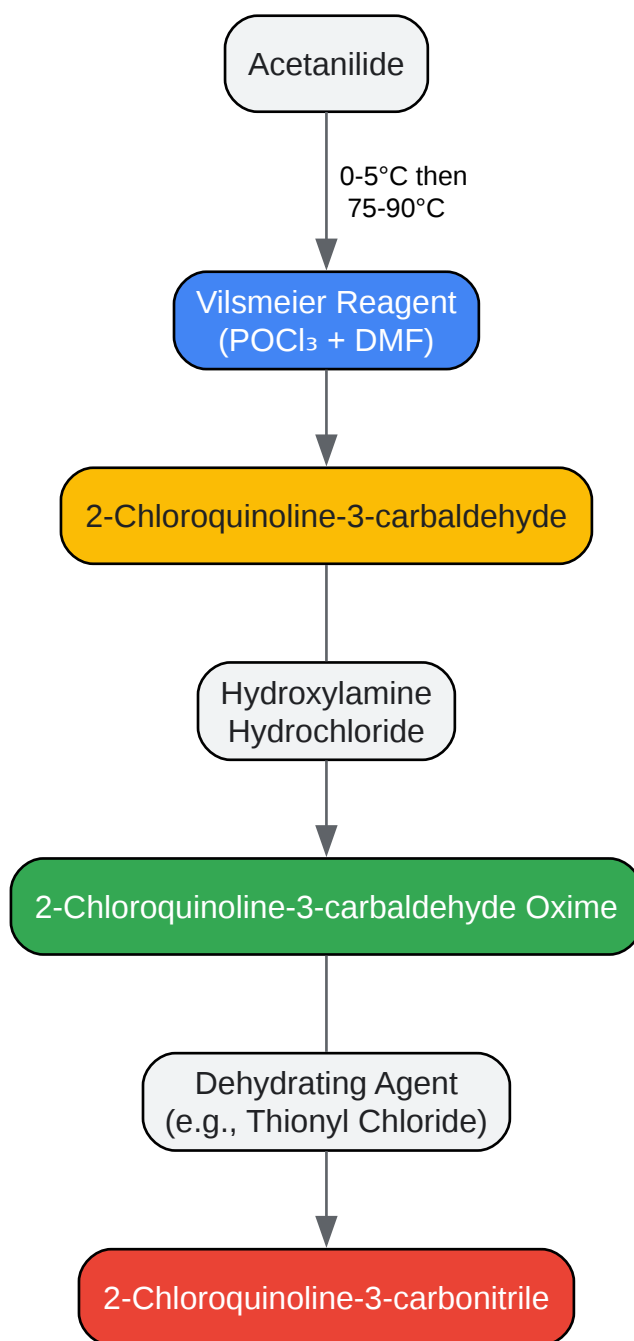 Acetanilide
0-5°C then
75-90°C
Vilsmeier Reagent
(POCl₃ + DMF)
2-Chloroquinoline-3-carbaldehyde
Hydroxylamine
Hydrochloride
2-Chloroquinoline-3-carbaldehyde Oxime
Dehydrating Agent
(e.g., Thionyl Chloride)
2-Chloroquinoline-3-carbonitrile